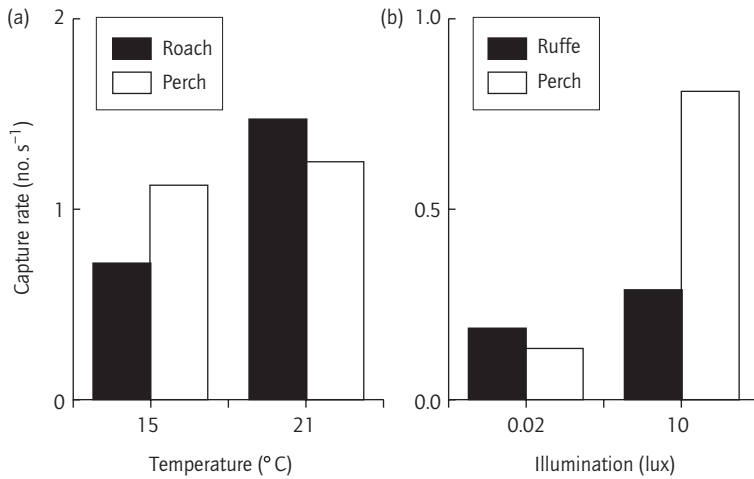 (a)
2
1
0
Capture rate (no. s⁻¹)
Roach
Perch
15
21
Temperature (° C)
(b)
1.0
0.5
0.0
Ruffe
Perch
0.02
10
Illumination (lux)